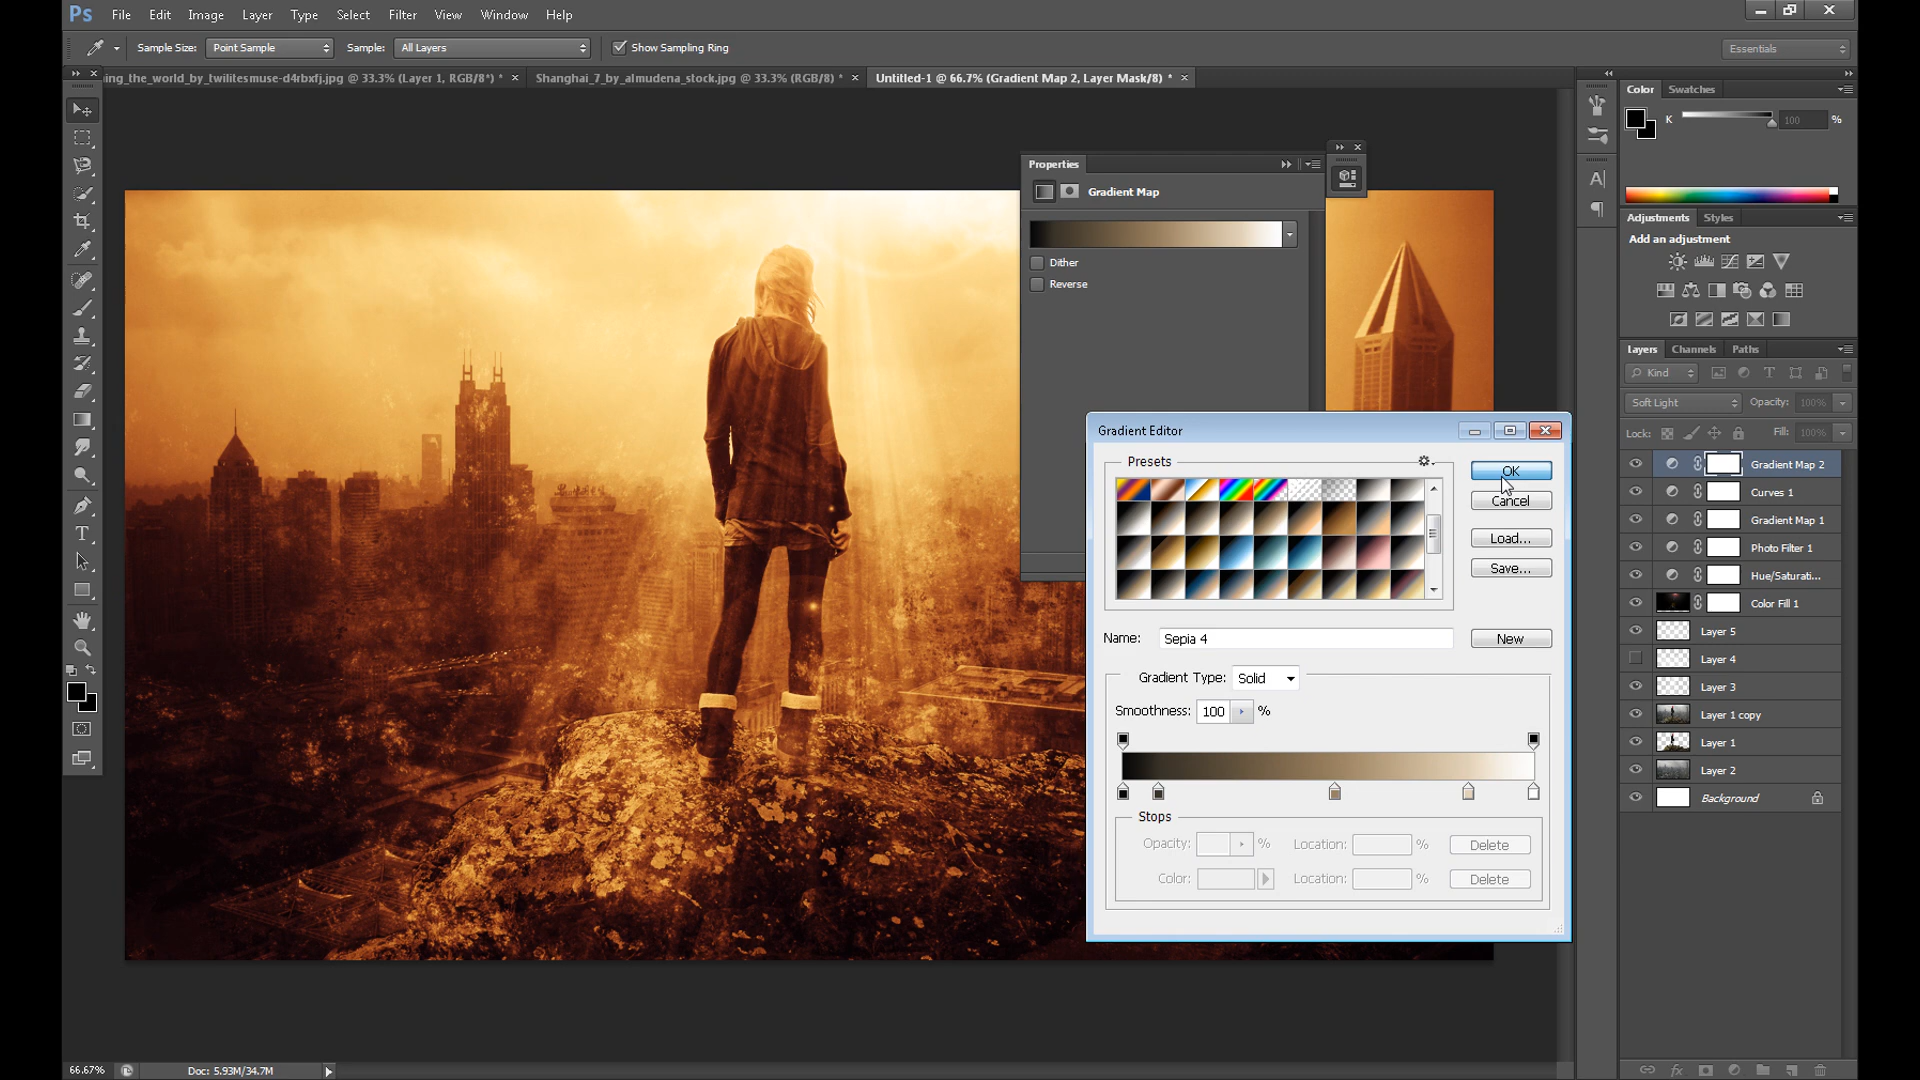 Ps File Edit Image Layer Type Select Filter View Window Help
Sample Size: Point Sample Sample: All Layers Show Sampling Ring Essentials
ing_the_world_by_twilitesmuse-d4rbxfj.jpg @ 33.3% (Layer 1, RGB/8*) * × Shanghai_7_by_almudena_stock.jpg @ 33.3% (RGB/8) * × Untitled-1 @ 66.7% (Gradient Map 2, Layer Mask/8) * ×
Color Swatches
K 100 %
Properties
Gradient Map
Dither
Reverse
Adjustments Styles
Add an adjustment
Layers Channels Paths
Kind
Soft Light Opacity: 100%
Lock: Fill: 100%
Gradient Map 2
Curves 1
Gradient Map 1
Photo Filter 1
Hue/Saturati...
Color Fill 1
Layer 5
Layer 4
Layer 3
Layer 1 copy
Layer 1
Layer 2
Background
Gradient Editor
Presets
OK
Cancel
Load...
Save...
Name: Sepia 4 New
Gradient Type: Solid
Smoothness: 100 %
Stops
Opacity: % Location: % Delete
Color: Location: % Delete
66.67% Doc: 5.93M/34.7M